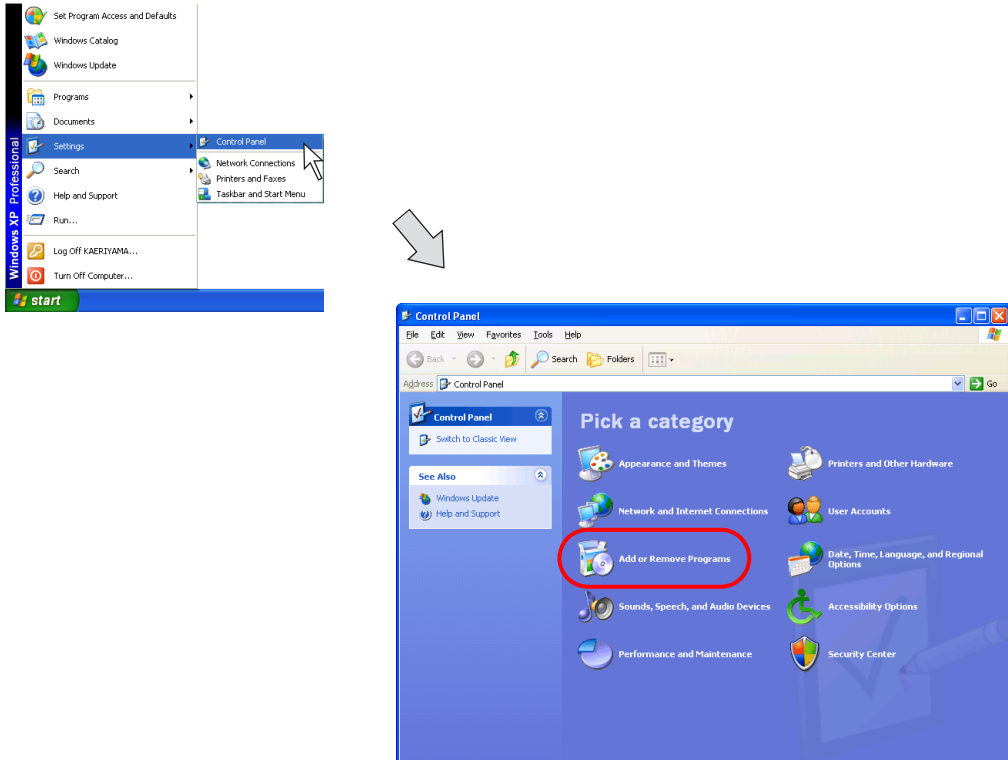 Set Program Access and Defaults
Windows Catalog
Windows Update
Programs
Documents
Settings
Search
Help and Support
Run...
Log Off KAERIYAMA...
Turn Off Computer...
Windows XP Professional
Control Panel
Network Connections
Printers and Faxes
Taskbar and Start Menu
start
Control Panel
File Edit View Favorites Tools Help
Back Search Folders
Address Control Panel Go
Control Panel
Switch to Classic View
See Also
Windows Update
Help and Support
Pick a category
Appearance and Themes
Printers and Other Hardware
Network and Internet Connections
User Accounts
Add or Remove Programs
Date, Time, Language, and Regional
Options
Sounds, Speech, and Audio Devices
Accessibility Options
Performance and Maintenance
Security Center